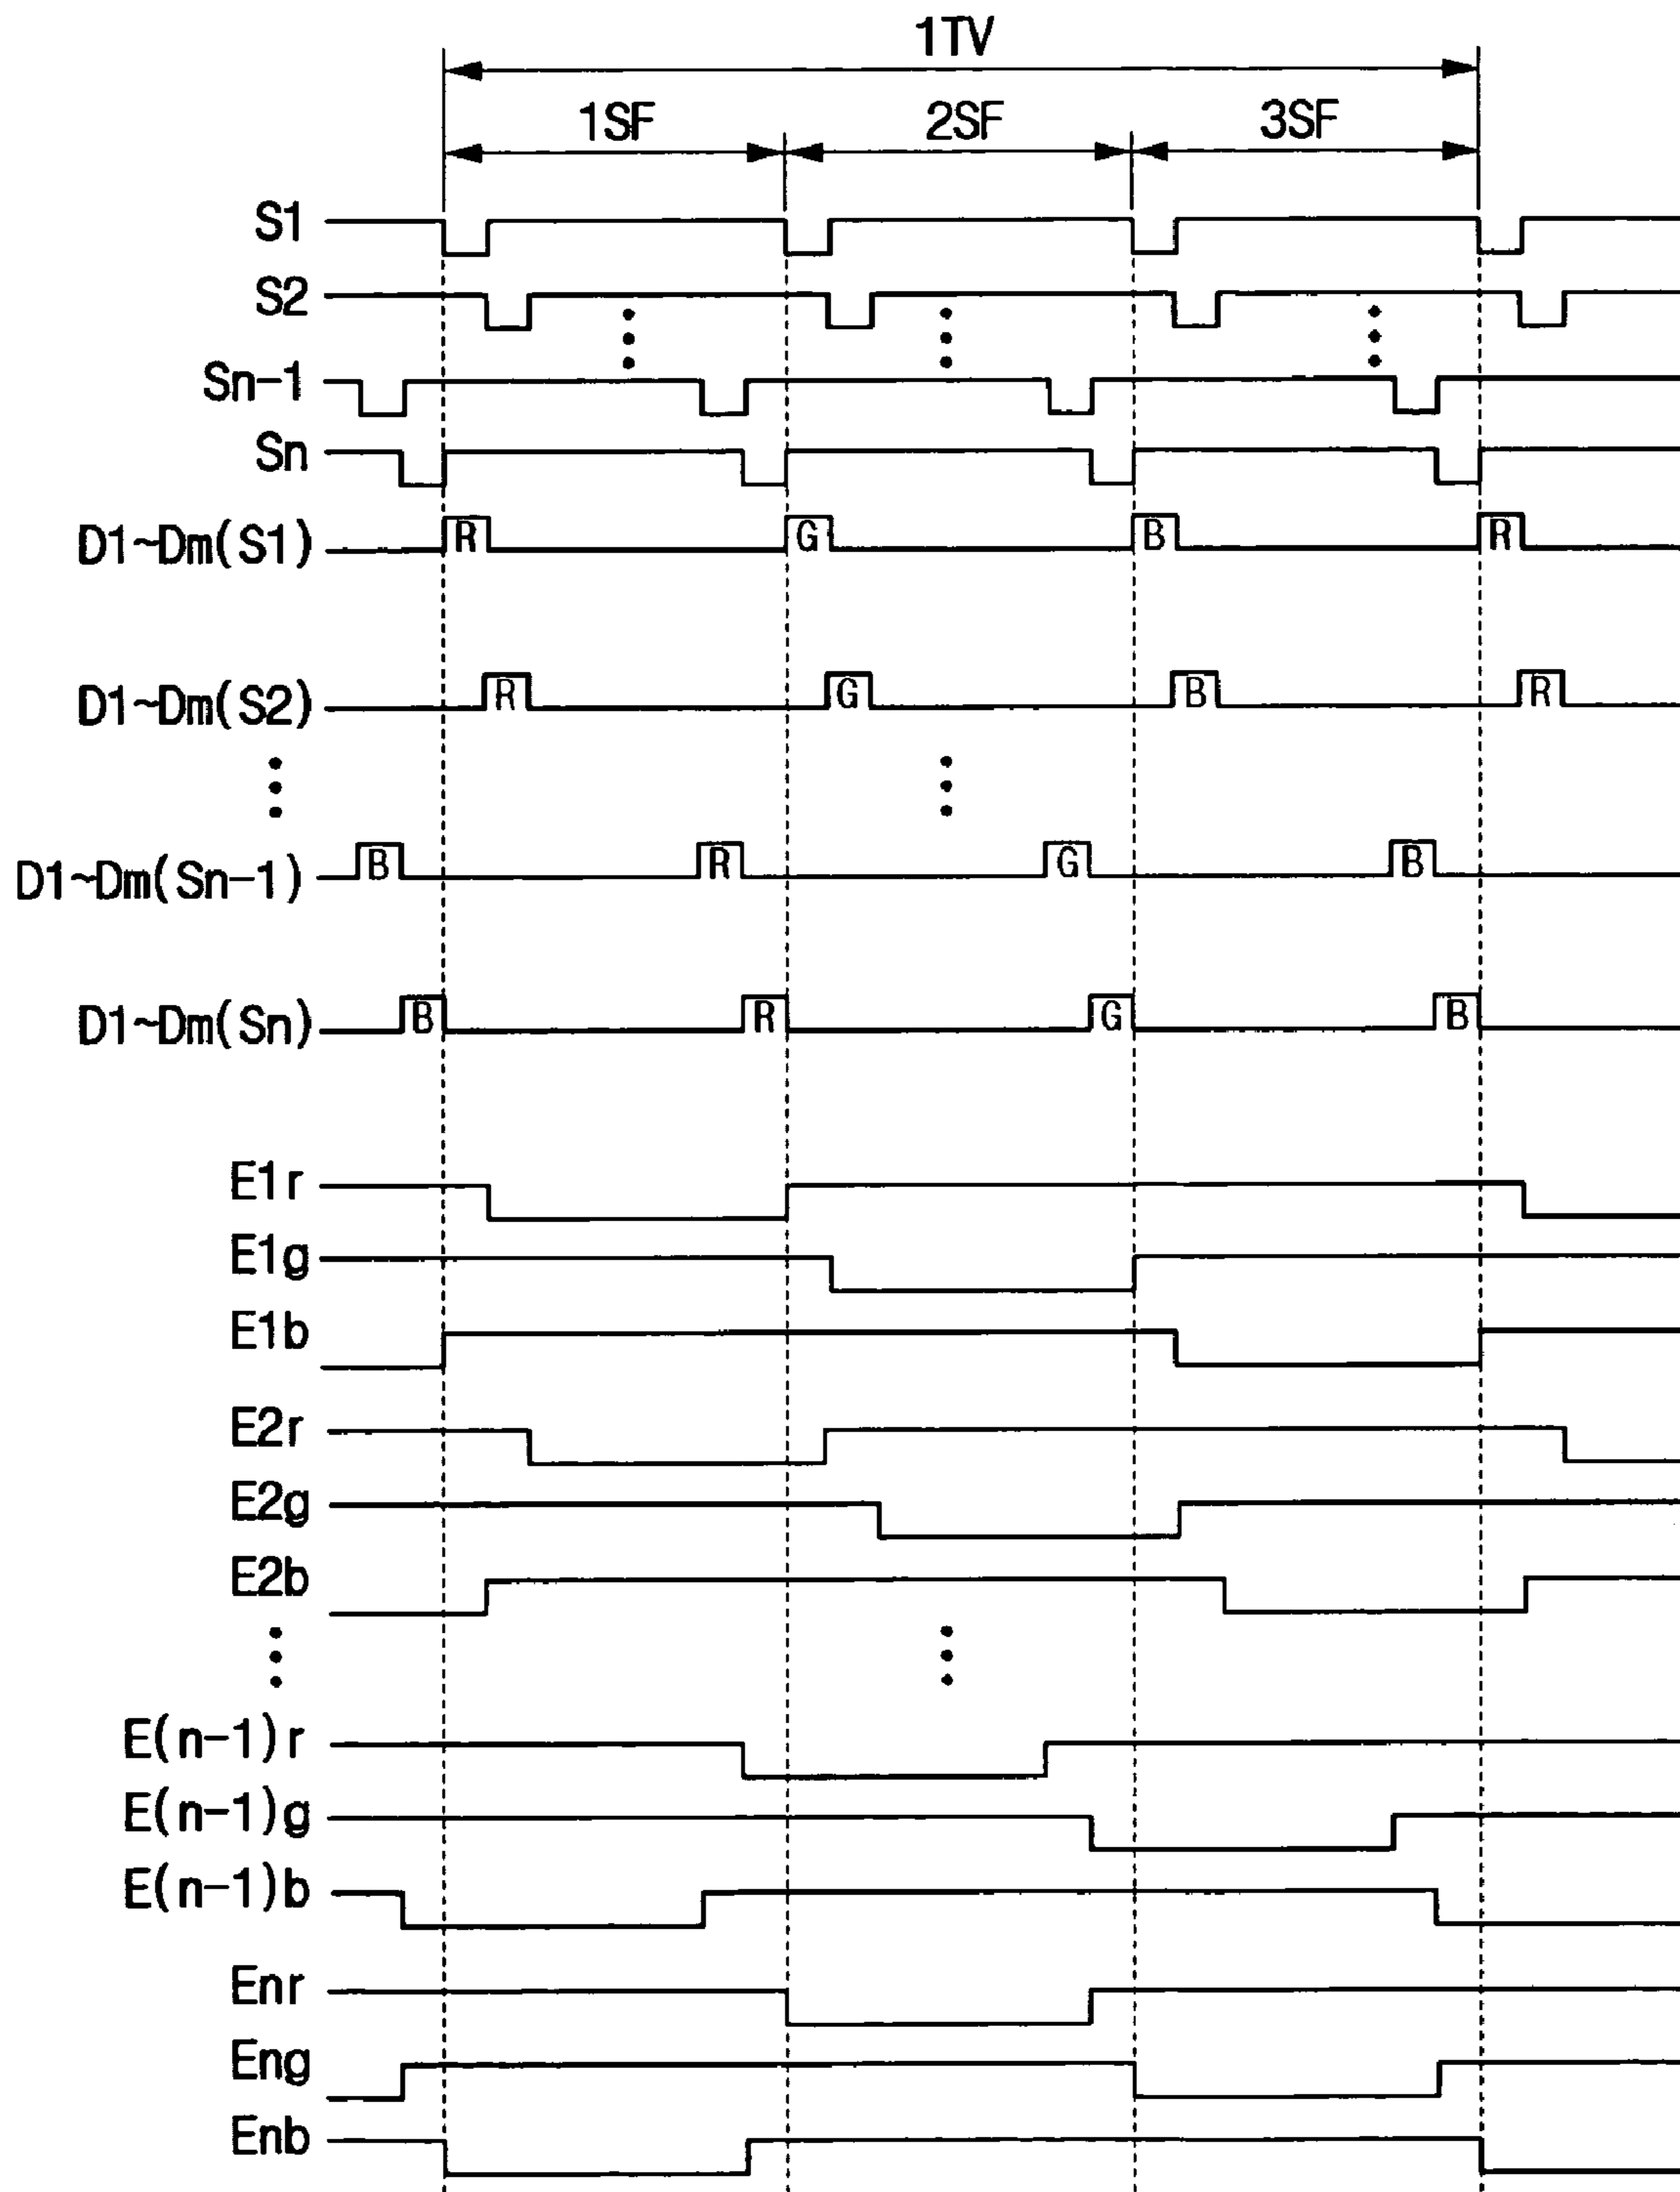 1TV
1SF 2SF 3SF
S1
S2
Sn-1
Sn
D1~Dm(S1) R G B R
D1~Dm(S2) R G B R
D1~Dm(Sn-1) B R G B
D1~Dm(Sn) B R G B
E1r
E1g
E1b
E2r
E2g
E2b
E(n-1)r
E(n-1)g
E(n-1)b
Enr
Eng
Enb